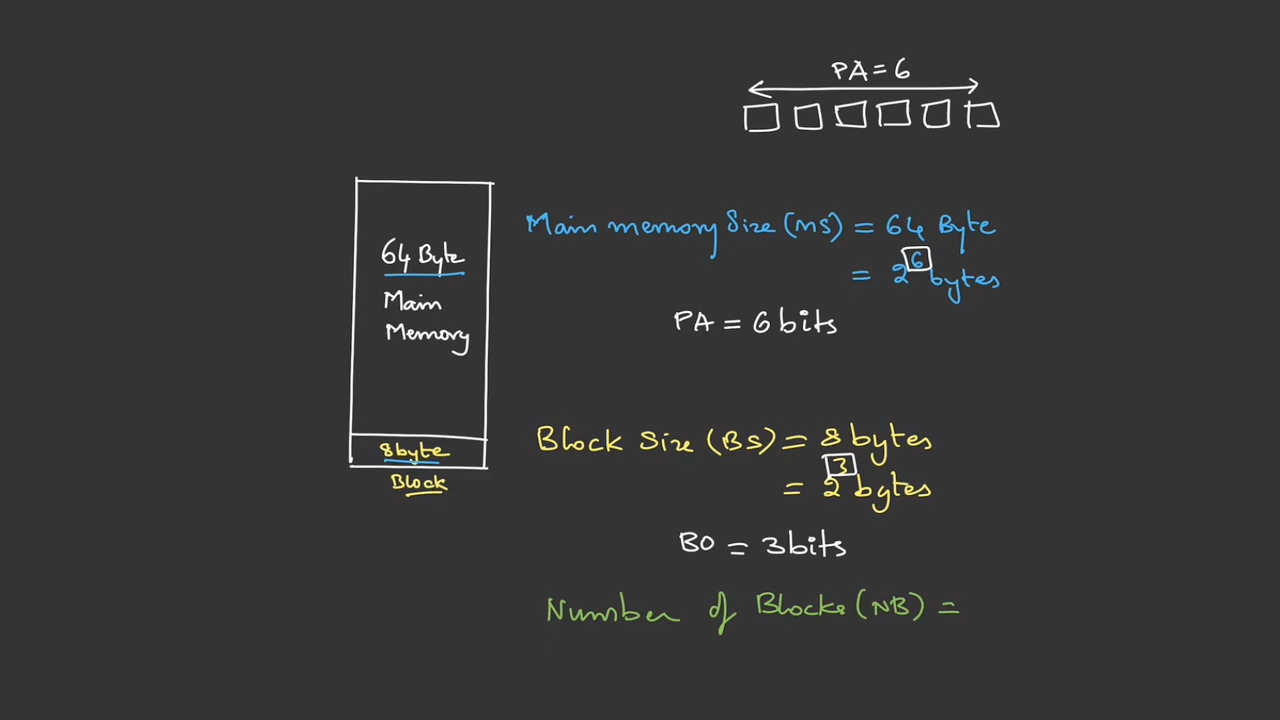 PA = 6
64 Byte
Main
Memory
8byte
Block
Main memory Size (MS) = 64 Byte
= 2^6 bytes
PA = 6 bits
Block Size (BS) = 8 bytes
= 2^3 bytes
BO = 3 bits
Number of Blocks (NB) =